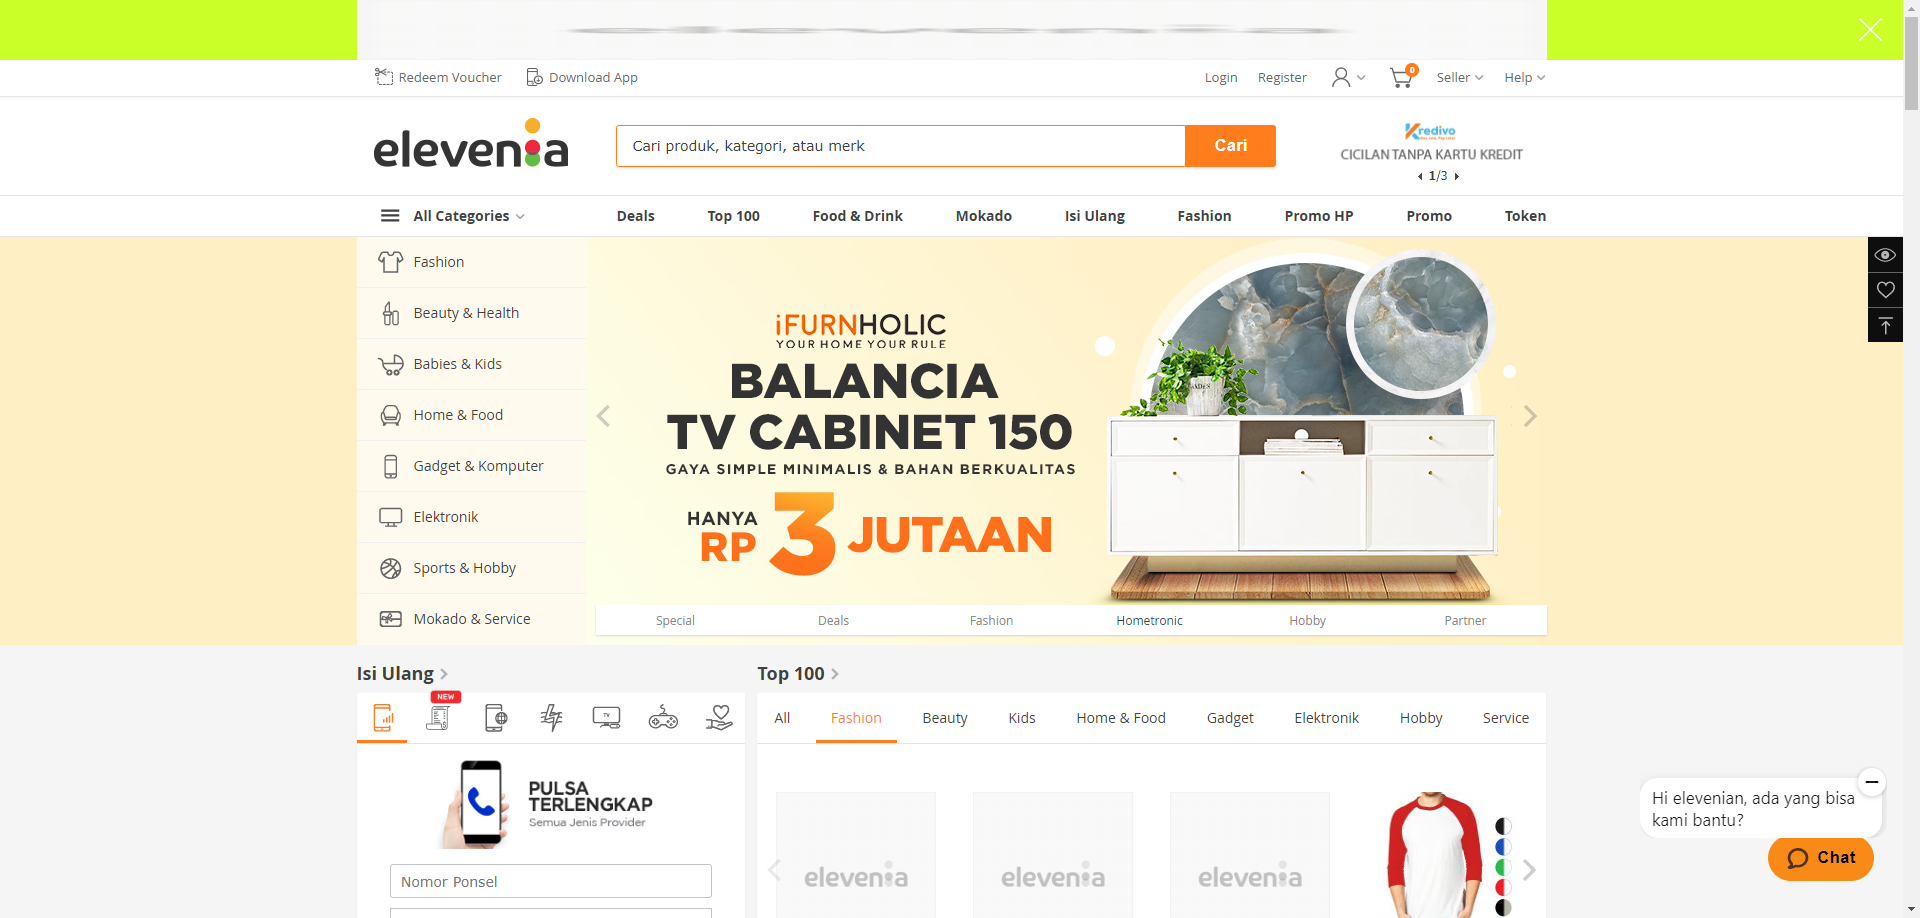 Redeem Voucher
Download App
Login
Register
0
Seller
Help
elevenia
Cari produk, kategori, atau merk
Cari
Kredivo
CICILAN TANPA KARTU KREDIT
1/3
All Categories
Deals
Top 100
Food & Drink
Mokado
Isi Ulang
Fashion
Promo HP
Promo
Token
Fashion
Beauty & Health
Babies & Kids
Home & Food
Gadget & Komputer
Elektronik
Sports & Hobby
Mokado & Service
iFURNHOLIC
YOUR HOME YOUR RULE
BALANCIA
TV CABINET 150
GAYA SIMPLE MINIMALIS & BAHAN BERKUALITAS
HANYA
RP 3 JUTAAN
Special
Deals
Fashion
Hometronic
Hobby
Partner
Isi Ulang
NEW
TV
PULSA
TERLENGKAP
Semua Jenis Provider
Nomor Ponsel
Top 100
All
Fashion
Beauty
Kids
Home & Food
Gadget
Elektronik
Hobby
Service
elevenia
elevenia
elevenia
Hi elevenian, ada yang bisa
kami bantu?
Chat